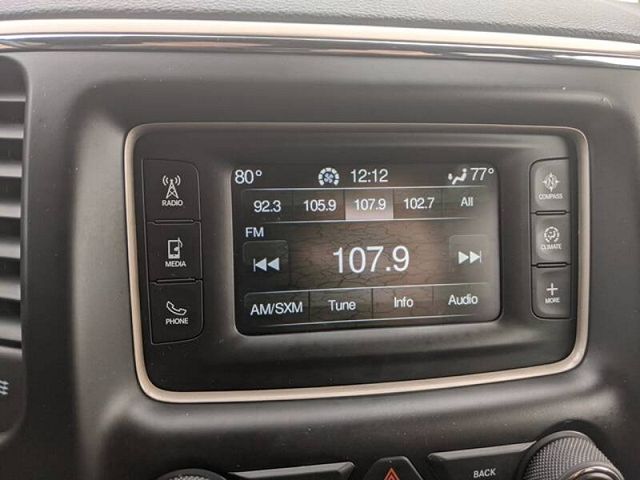 80° 12:12 77°
92.3 105.9 107.9 102.7 All
FM
107.9
AM/SXM Tune Info Audio
RADIO
MEDIA
PHONE
N
COMPASS
CLIMATE
MORE
BACK